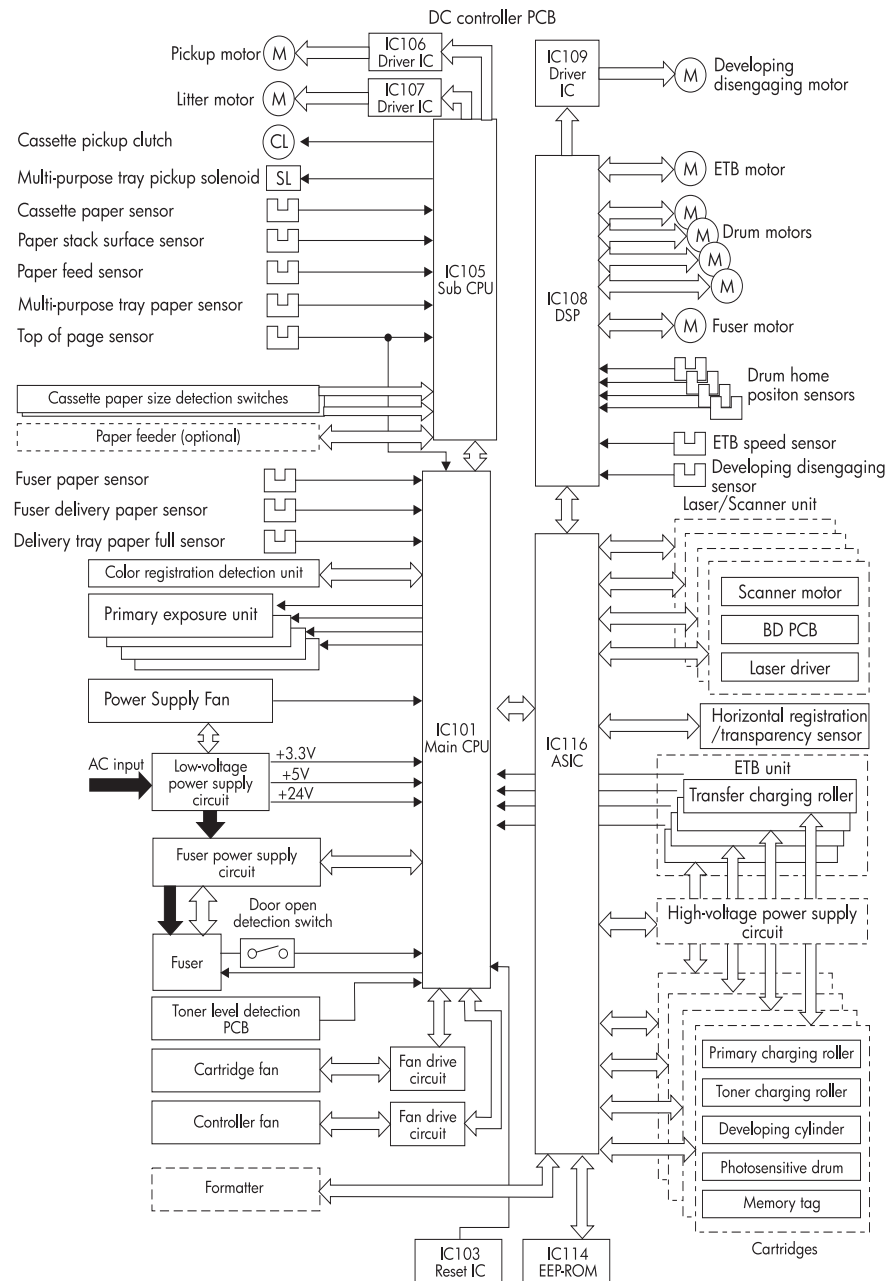 DC controller PCB
Pickup motor
M
IC106
Driver IC
Litter motor
M
IC107
Driver IC
Cassette pickup clutch
CL
Multi-purpose tray pickup solenoid
SL
Cassette paper sensor
Paper stack surface sensor
Paper feed sensor
Multi-purpose tray paper sensor
Top of page sensor
IC105
Sub CPU
Cassette paper size detection switches
Paper feeder (optional)
Fuser paper sensor
Fuser delivery paper sensor
Delivery tray paper full sensor
Color registration detection unit
Primary exposure unit
Power Supply Fan
IC101
Main CPU
AC input
Low-voltage
power supply
circuit
+3.3V
+5V
+24V
Fuser power supply
circuit
Door open
detection switch
Fuser
Toner level detection
PCB
Cartridge fan
Fan drive
circuit
Controller fan
Fan drive
circuit
Formatter
IC103
Reset IC
IC114
EEP-ROM
IC109
Driver
IC
M
Developing
disengaging motor
M
ETB motor
M
M
M
M
Drum motors
IC108
DSP
M
Fuser motor
Drum home
positon sensors
ETB speed sensor
Developing disengaging
sensor
Laser/Scanner unit
Scanner motor
BD PCB
Laser driver
IC116
ASIC
Horizontal registration
/transparency sensor
ETB unit
Transfer charging roller
High-voltage power supply
circuit
Primary charging roller
Toner charging roller
Developing cylinder
Photosensitive drum
Memory tag
Cartridges